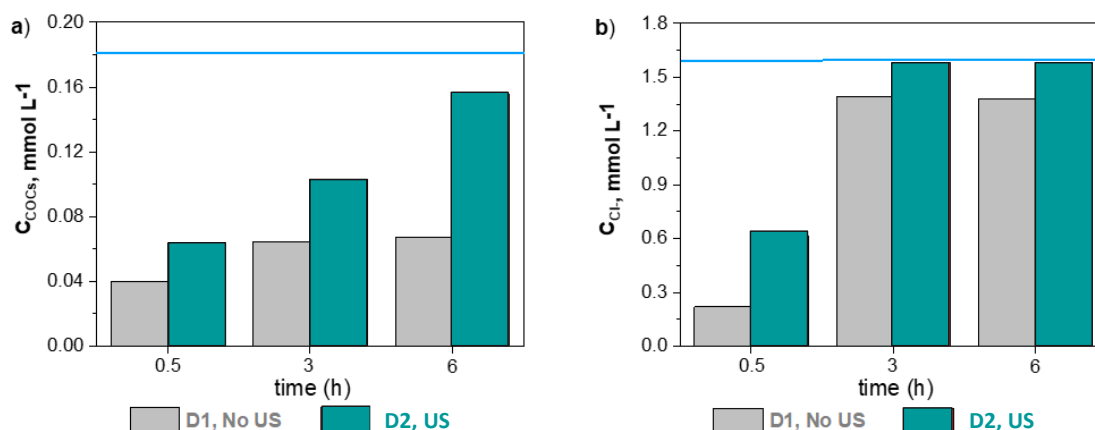 a)
C_COCs, mmol L-1
0.20
0.16
0.12
0.08
0.04
0.00
0.5 3 6
time (h)
D1, No US D2, US
b)
C_Cl-, mmol L-1
1.8
1.5
1.2
0.9
0.6
0.3
0.0
0.5 3 6
time (h)
D1, No US D2, US